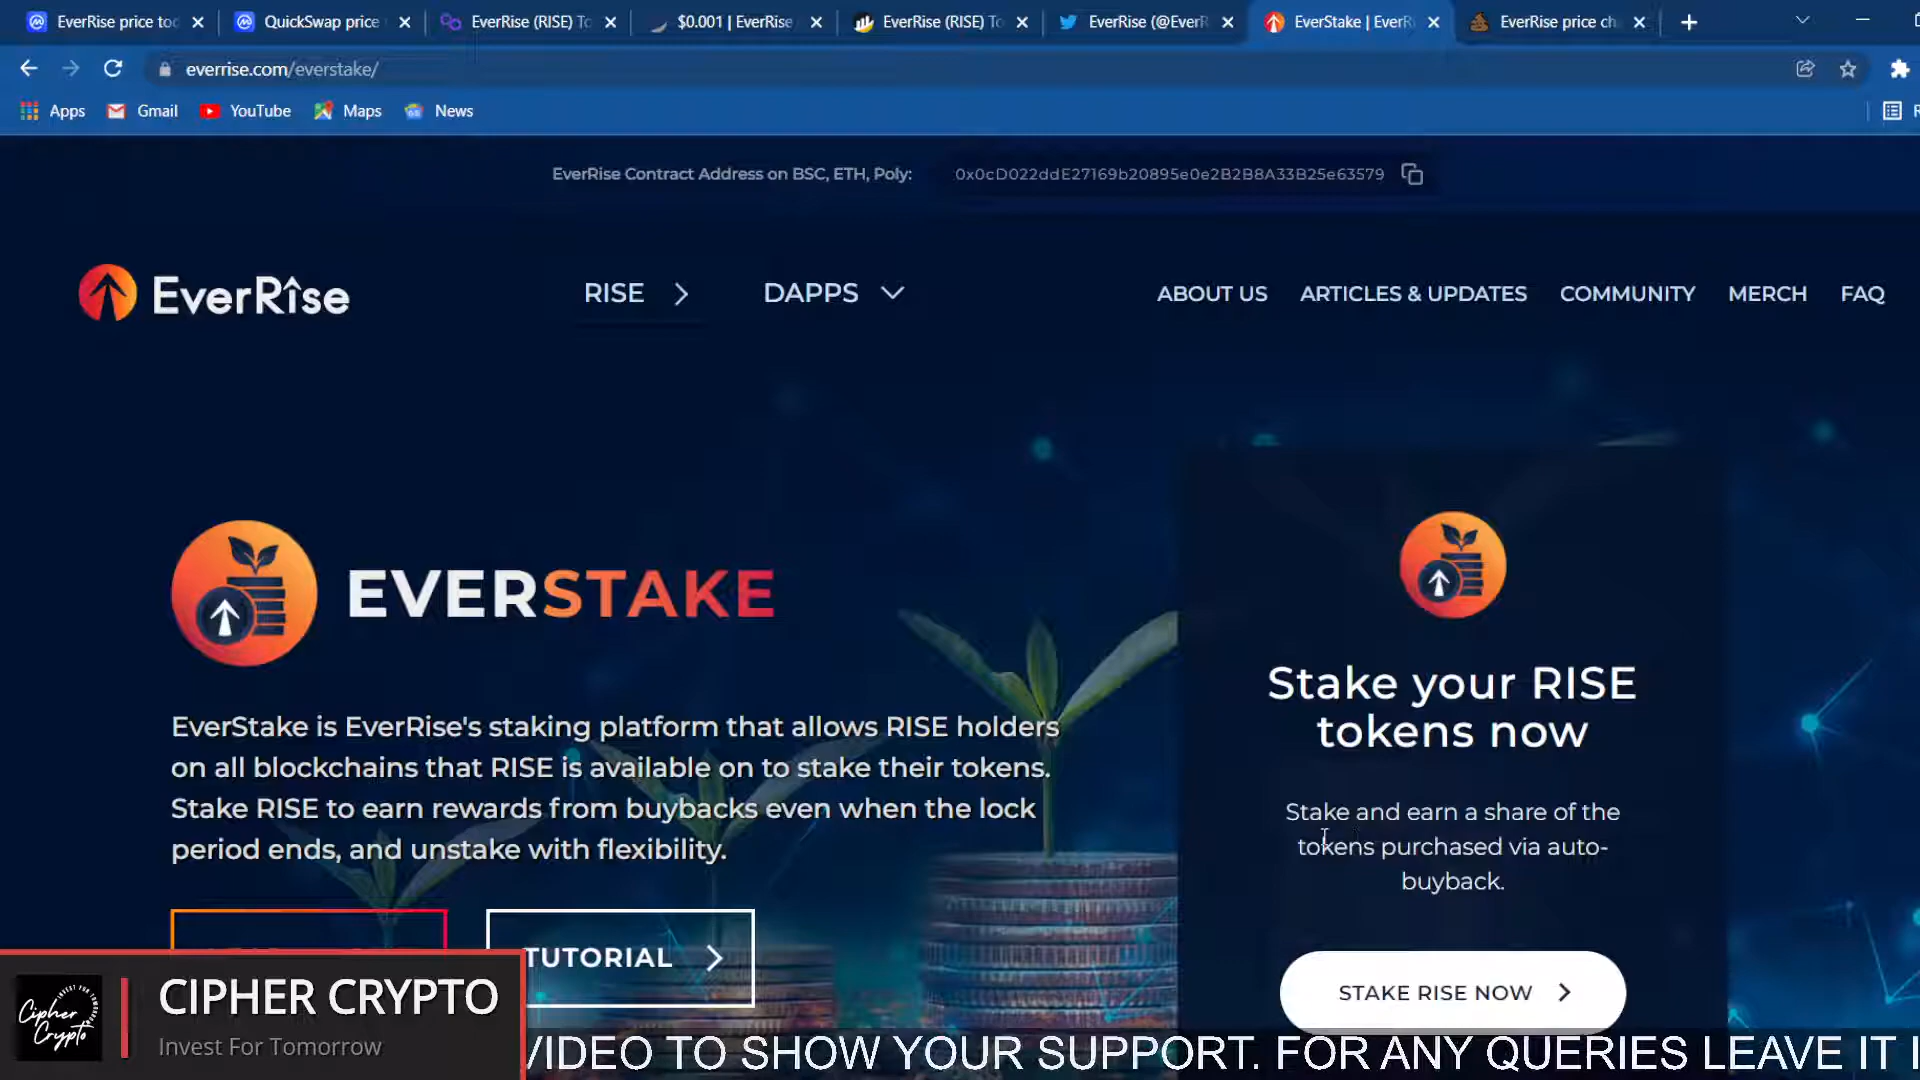 EverRise price toc
QuickSwap price
EverRise (RISE) To
$0.001 | EverRise
EverRise (RISE) To
EverRise (@EverR
EverStake | EverR
EverRise price ch
everrise.com/everstake/
Apps
Gmail
YouTube
Maps
News
EverRise Contract Address on BSC, ETH, Poly:
0x0cD022ddE27169b20895e0e2B2B8A33B25e63579
EverRîse
RISE
DAPPS
ABOUT US
ARTICLES & UPDATES
COMMUNITY
MERCH
FAQ
EVERSTAKE
EverStake is EverRise's staking platform that allows RISE holders
on all blockchains that RISE is available on to stake their tokens.
Stake RISE to earn rewards from buybacks even when the lock
period ends, and unstake with flexibility.
TUTORIAL
Stake your RISE
tokens now
Stake and earn a share of the
tokens purchased via auto-
buyback.
STAKE RISE NOW
Cipher
Crypto
INVEST FOR TOMORROW
CIPHER CRYPTO
Invest For Tomorrow
VIDEO TO SHOW YOUR SUPPORT. FOR ANY QUERIES LEAVE IT I